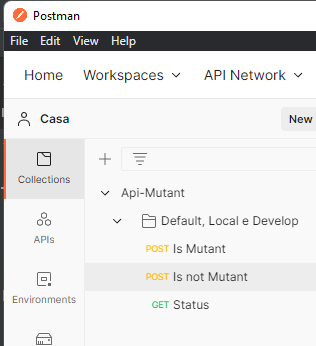 Postman
File Edit View Help
Home Workspaces API Network
Casa New
Collections
Api-Mutant
Default, Local e Develop
APIs
POST Is Mutant
POST Is not Mutant
Environments
GET Status